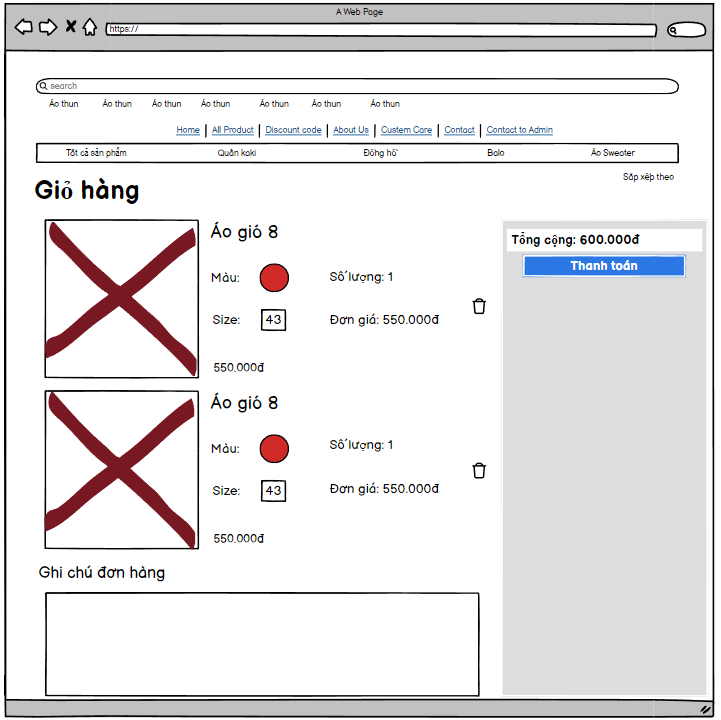 A Web Page
https://
search
Áo thun Áo thun Áo thun Áo thun Áo thun Áo thun Áo thun
Home | All Product | Discount code | About Us | Custem Care | Contact | Contact to Admin
Tất cả sản phẩm Quần kaki Đồng hồ Balo Áo Sweater
Sắp xếp theo
Giỏ hàng
Áo gió 8
Màu: Số lượng: 1
Size: 43 Đơn giá: 550.000đ
550.000đ
Áo gió 8
Màu: Số lượng: 1
Size: 43 Đơn giá: 550.000đ
550.000đ
Ghi chú đơn hàng
Tổng cộng: 600.000đ
Thanh toán